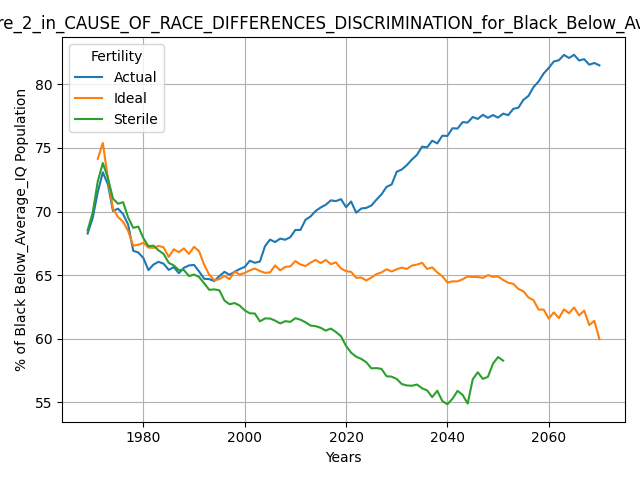 re_2_in_CAUSE_OF_RACE_DIFFERENCES_DISCRIMINATION_for_Black_Below_Av
Fertility
Actual
Ideal
Sterile
% of Black Below_Average_IQ Population
80
75
70
65
60
55
1980
2000
2020
2040
2060
Years